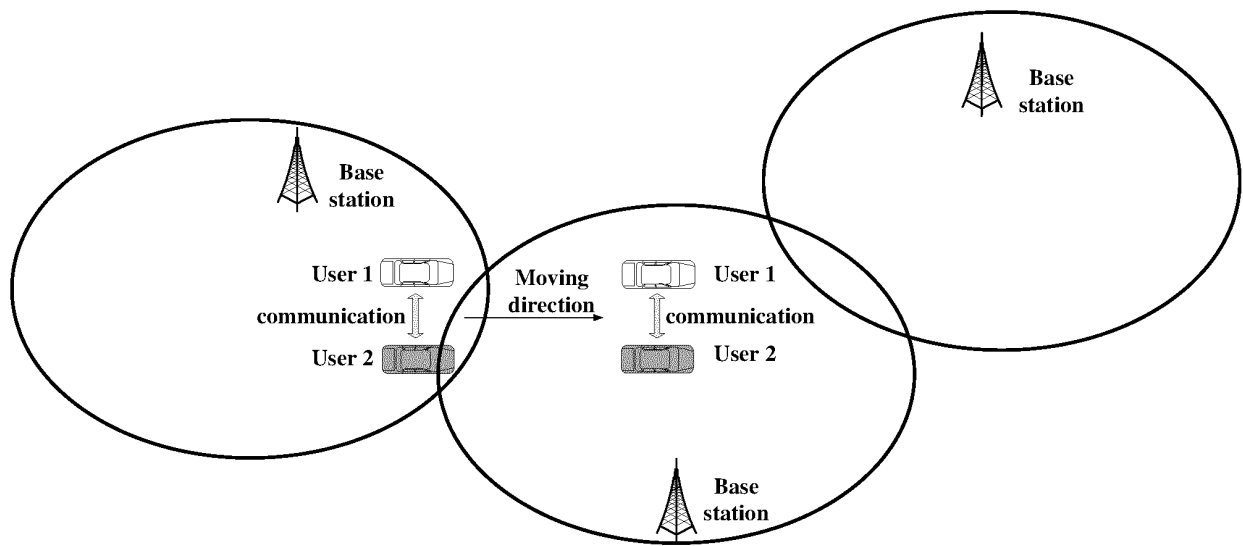 Base
station
Base
station
User 1
communication
User 2
Moving
direction
User 1
communication
User 2
Base
station